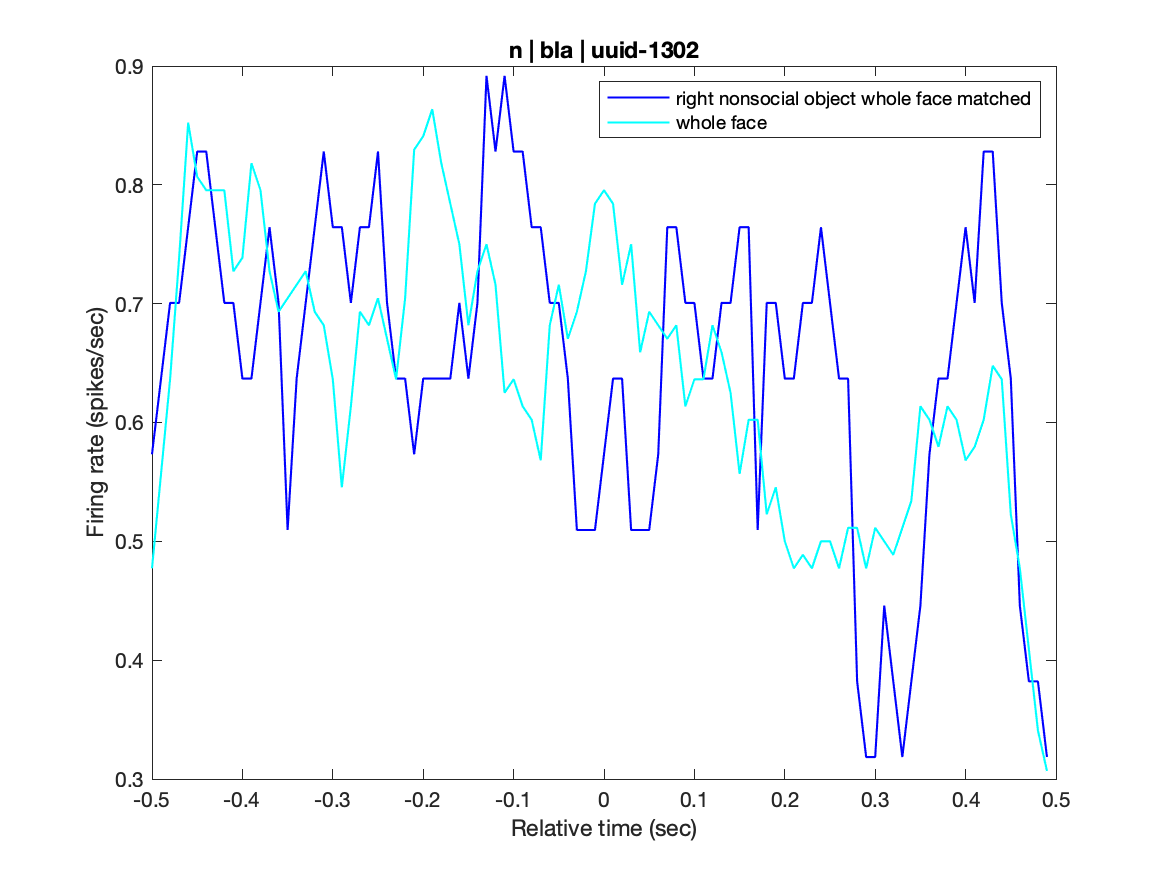 n | bla | uuid-1302
right nonsocial object whole face matched
whole face
Firing rate (spikes/sec)
0.9
0.8
0.7
0.6
0.5
0.4
0.3
-0.5 -0.4 -0.3 -0.2 -0.1 0 0.1 0.2 0.3 0.4 0.5
Relative time (sec)